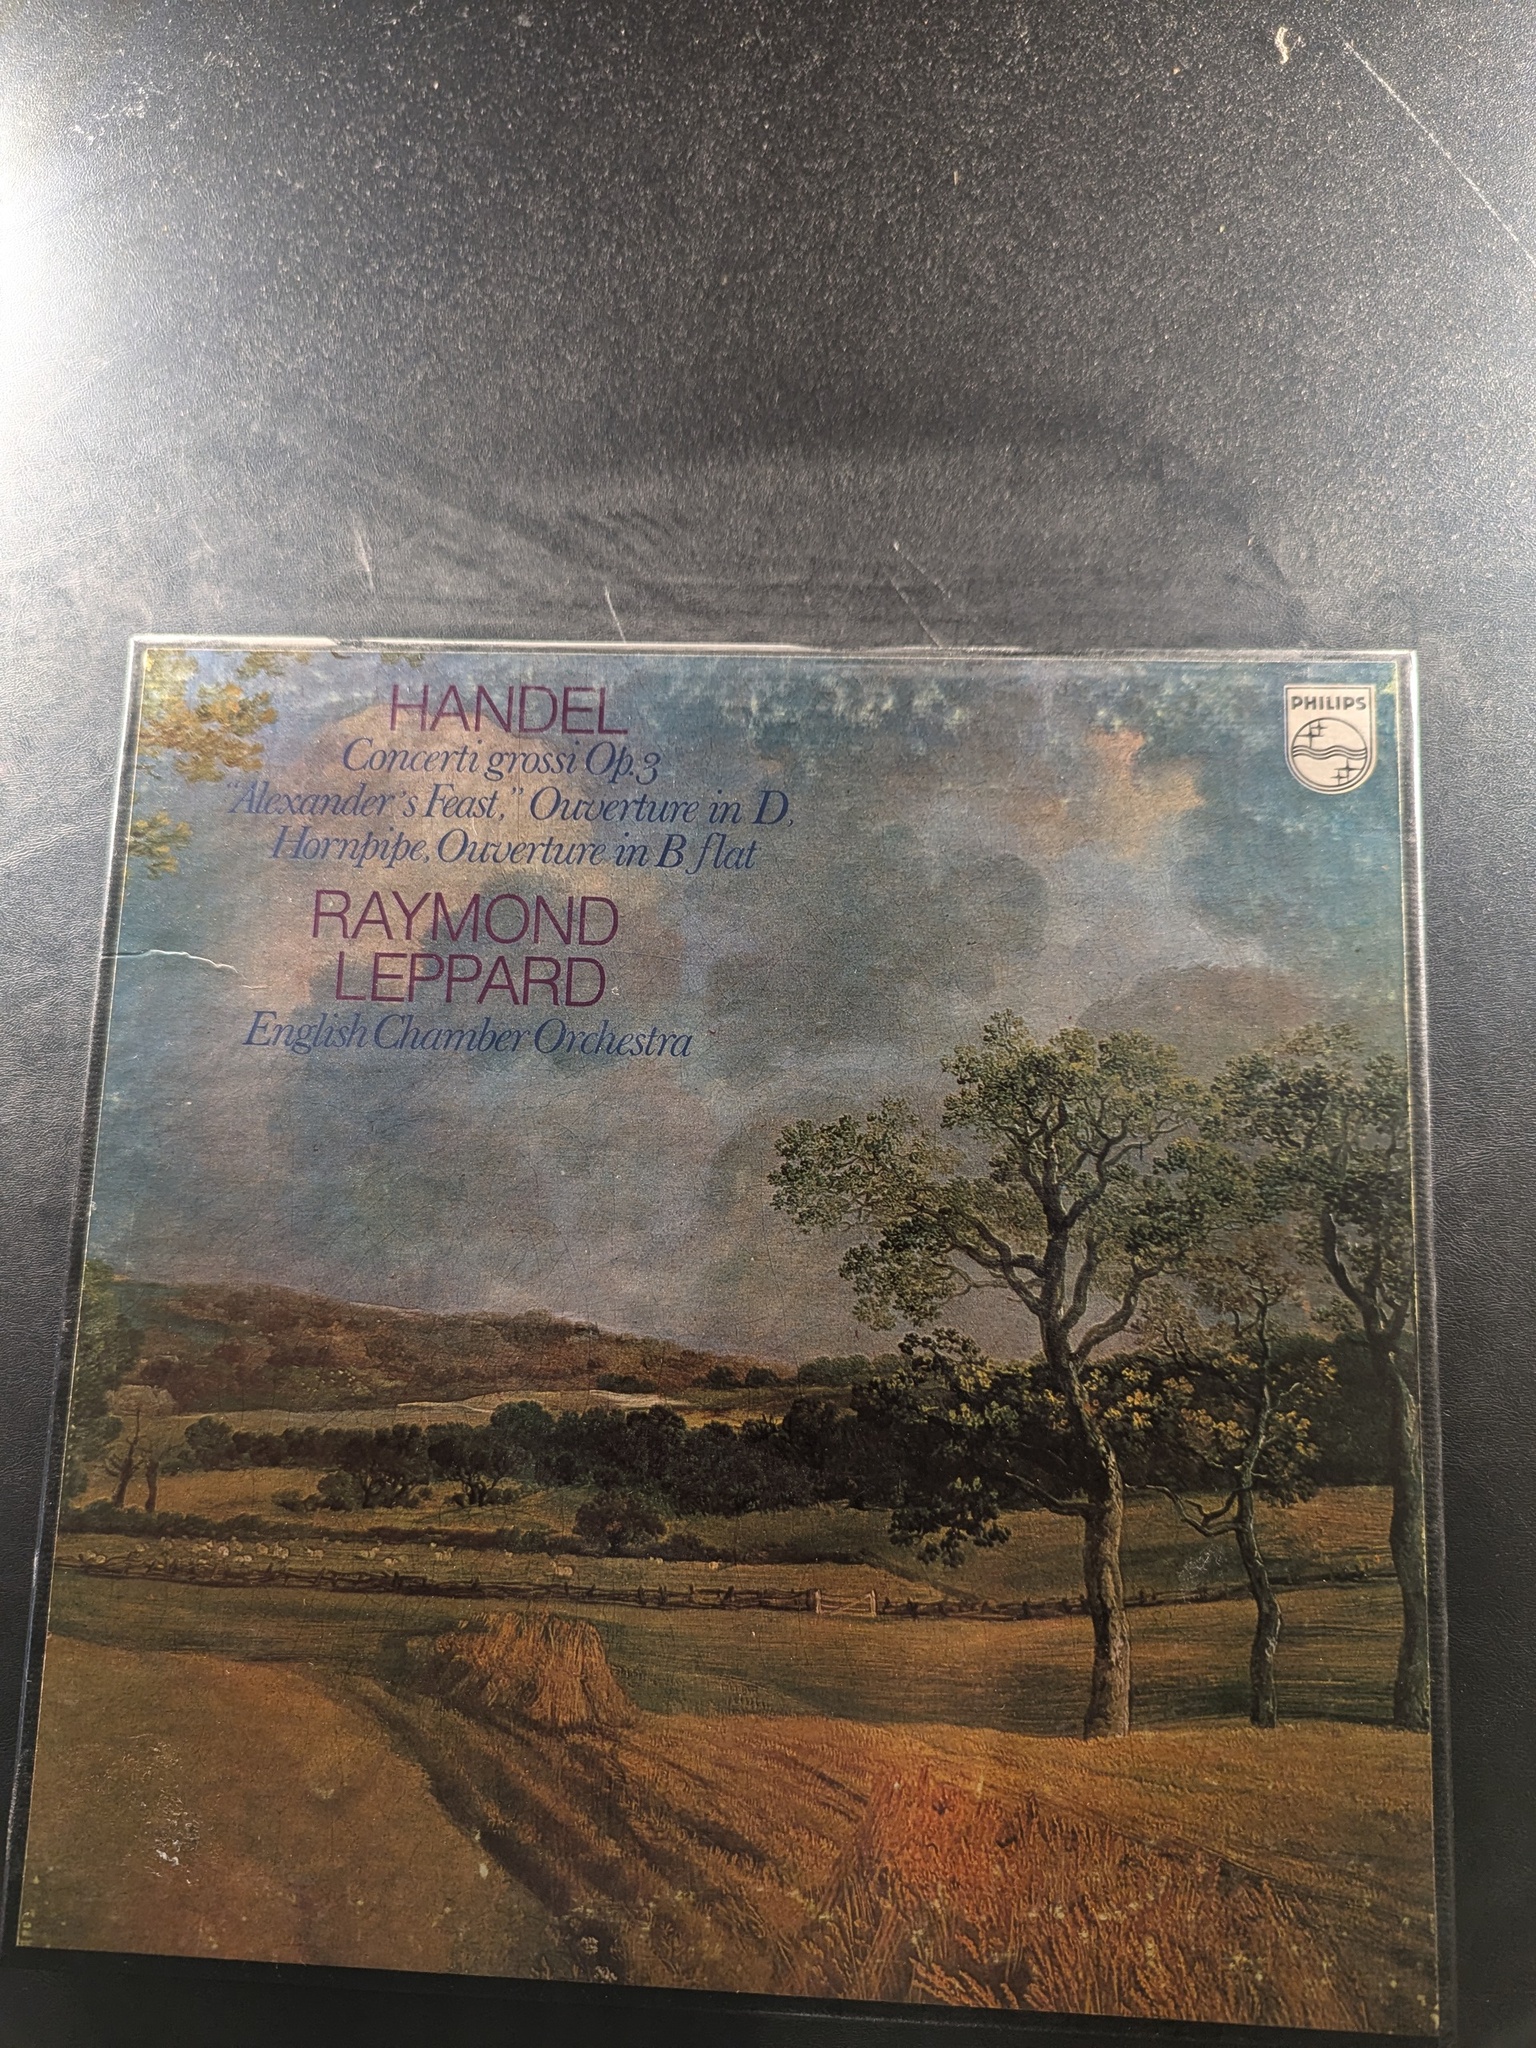 HANDEL
Concerti grossi Op.3
"Alexander's Feast," Ouverture in D,
Hornpipe, Ouverture in B flat
RAYMOND
LEPPARD
English Chamber Orchestra
PHILIPS